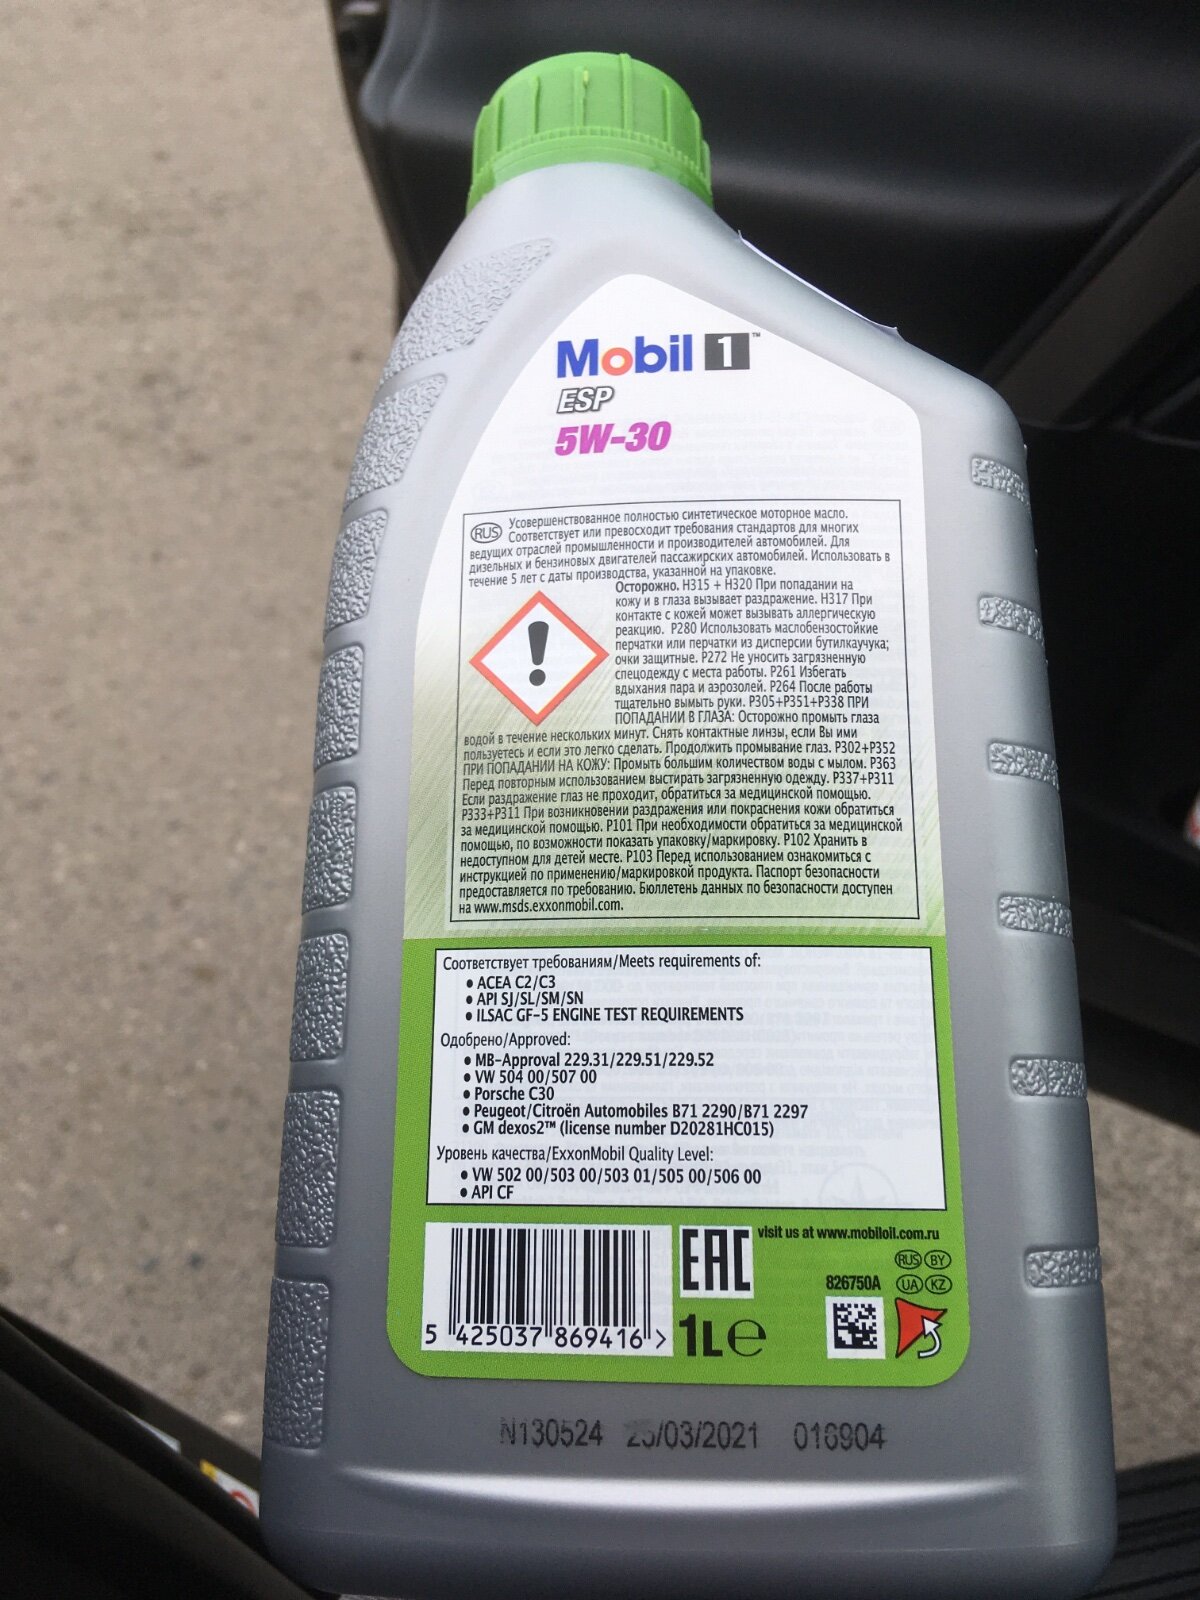 Mobil 1™
ESP
5W-30
RUS Усовершенствованное полностью синтетическое моторное масло.
Соответствует или превосходит требования стандартов для многих
ведущих отраслей промышленности и производителей автомобилей. Для
дизельных и бензиновых двигателей пассажирских автомобилей. Использовать в
течение 5 лет с даты производства, указанной на упаковке.
Осторожно. H315 + H320 При попадании на
кожу и в глаза вызывает раздражение. H317 При
контакте с кожей может вызывать аллергическую
реакцию. P280 Использовать маслобензостойкие
перчатки или перчатки из дисперсии бутилкаучука;
очки защитные. P272 Не уносить загрязненную
спецодежду с места работы. P261 Избегать
вдыхания пара и аэрозолей. P264 После работы
тщательно вымыть руки. P305+P351+P338 ПРИ
ПОПАДАНИИ В ГЛАЗА: Осторожно промыть глаза
водой в течение нескольких минут. Снять контактные линзы, если Вы ими
пользуетесь и если это легко сделать. Продолжить промывание глаз. P302+P352
ПРИ ПОПАДАНИИ НА КОЖУ: Промыть большим количеством воды с мылом. P363
Перед повторным использованием выстирать загрязненную одежду. P337+P311
Если раздражение глаз не проходит, обратиться за медицинской помощью.
P333+P311 При возникновении раздражения или покраснения кожи обратиться
за медицинской помощью. P101 При необходимости обратиться за медицинской
помощью, по возможности показать упаковку/маркировку. P102 Хранить в
недоступном для детей месте. P103 Перед использованием ознакомиться с
инструкцией по применению/маркировкой продукта. Паспорт безопасности
предоставляется по требованию. Бюллетень данных по безопасности доступен
на www.msds.exxonmobil.com.
Соответствует требованиям/Meets requirements of:
• ACEA C2/C3
• API SJ/SL/SM/SN
• ILSAC GF-5 ENGINE TEST REQUIREMENTS
Одобрено/Approved:
• MB-Approval 229.31/229.51/229.52
• VW 504 00/507 00
• Porsche C30
• Peugeot/Citroën Automobiles B71 2290/B71 2297
• GM dexos2™ (license number D20281HC015)
Уровень качества/ExxonMobil Quality Level:
• VW 502 00/503 00/503 01/505 00/506 00
• API CF
EAC visit us at www.mobiloil.com.ru
RUS BY
826750A UA KZ
5 425037 869416 >
1L e
N130524 25/03/2021 016904